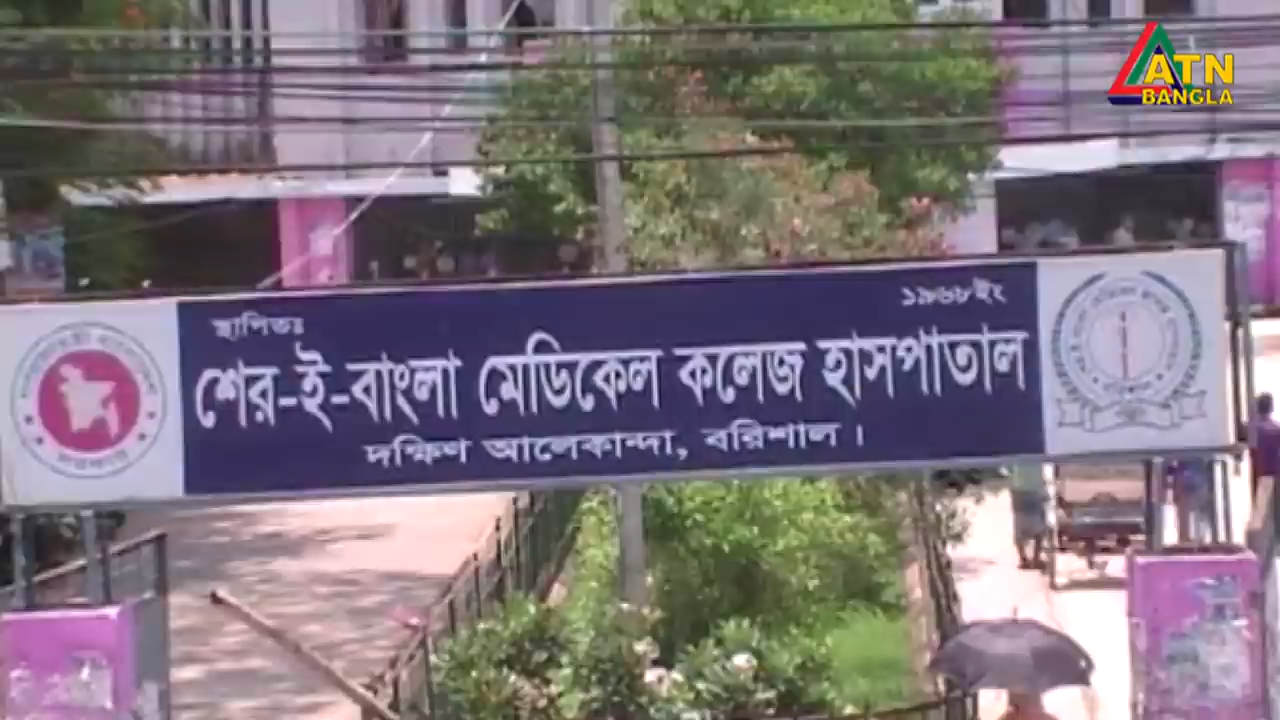 ATN
BANGLA
স্থাপিতঃ
১৯৬৮ইং
শের-ই-বাংলা মেডিকেল কলেজ হাসপাতাল
দক্ষিণ আলেকান্দা, বরিশাল।